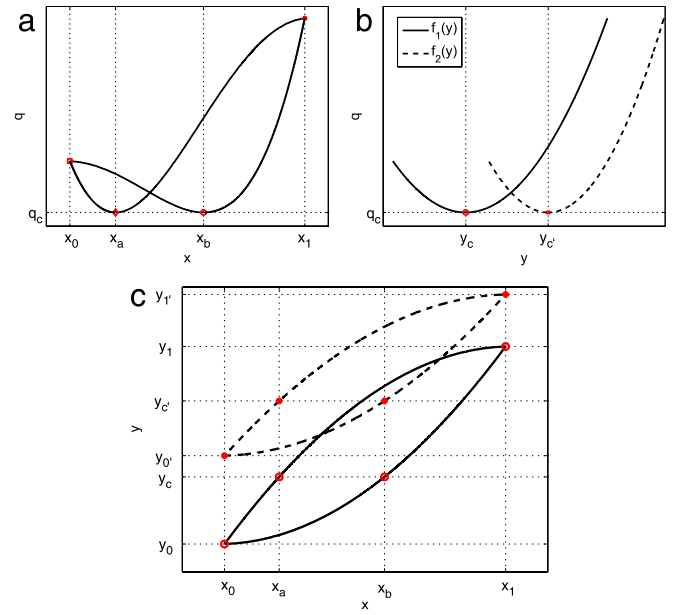 a
q
q_c
x_0 x_a x_b x_1
x
b
f_1(y)
f_2(y)
q
q_c
y_c y_c'
y
c
y_1'
y_1
y_c'
y_0'
y_c
y_0
y
x_0 x_a x_b x_1
x